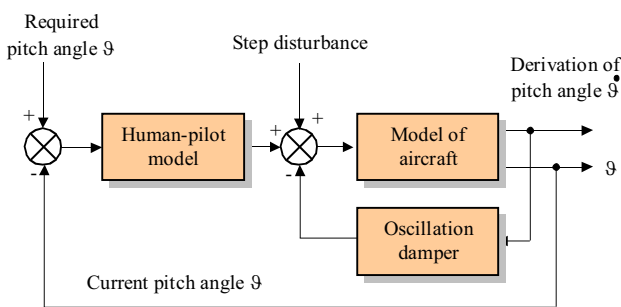 Required
pitch angle ϑ
Step disturbance
Derivation of
pitch angle ϑ̇
+
-
Human-pilot
model
+
+
-
Model of
aircraft
ϑ
Oscillation
damper
Current pitch angle ϑ